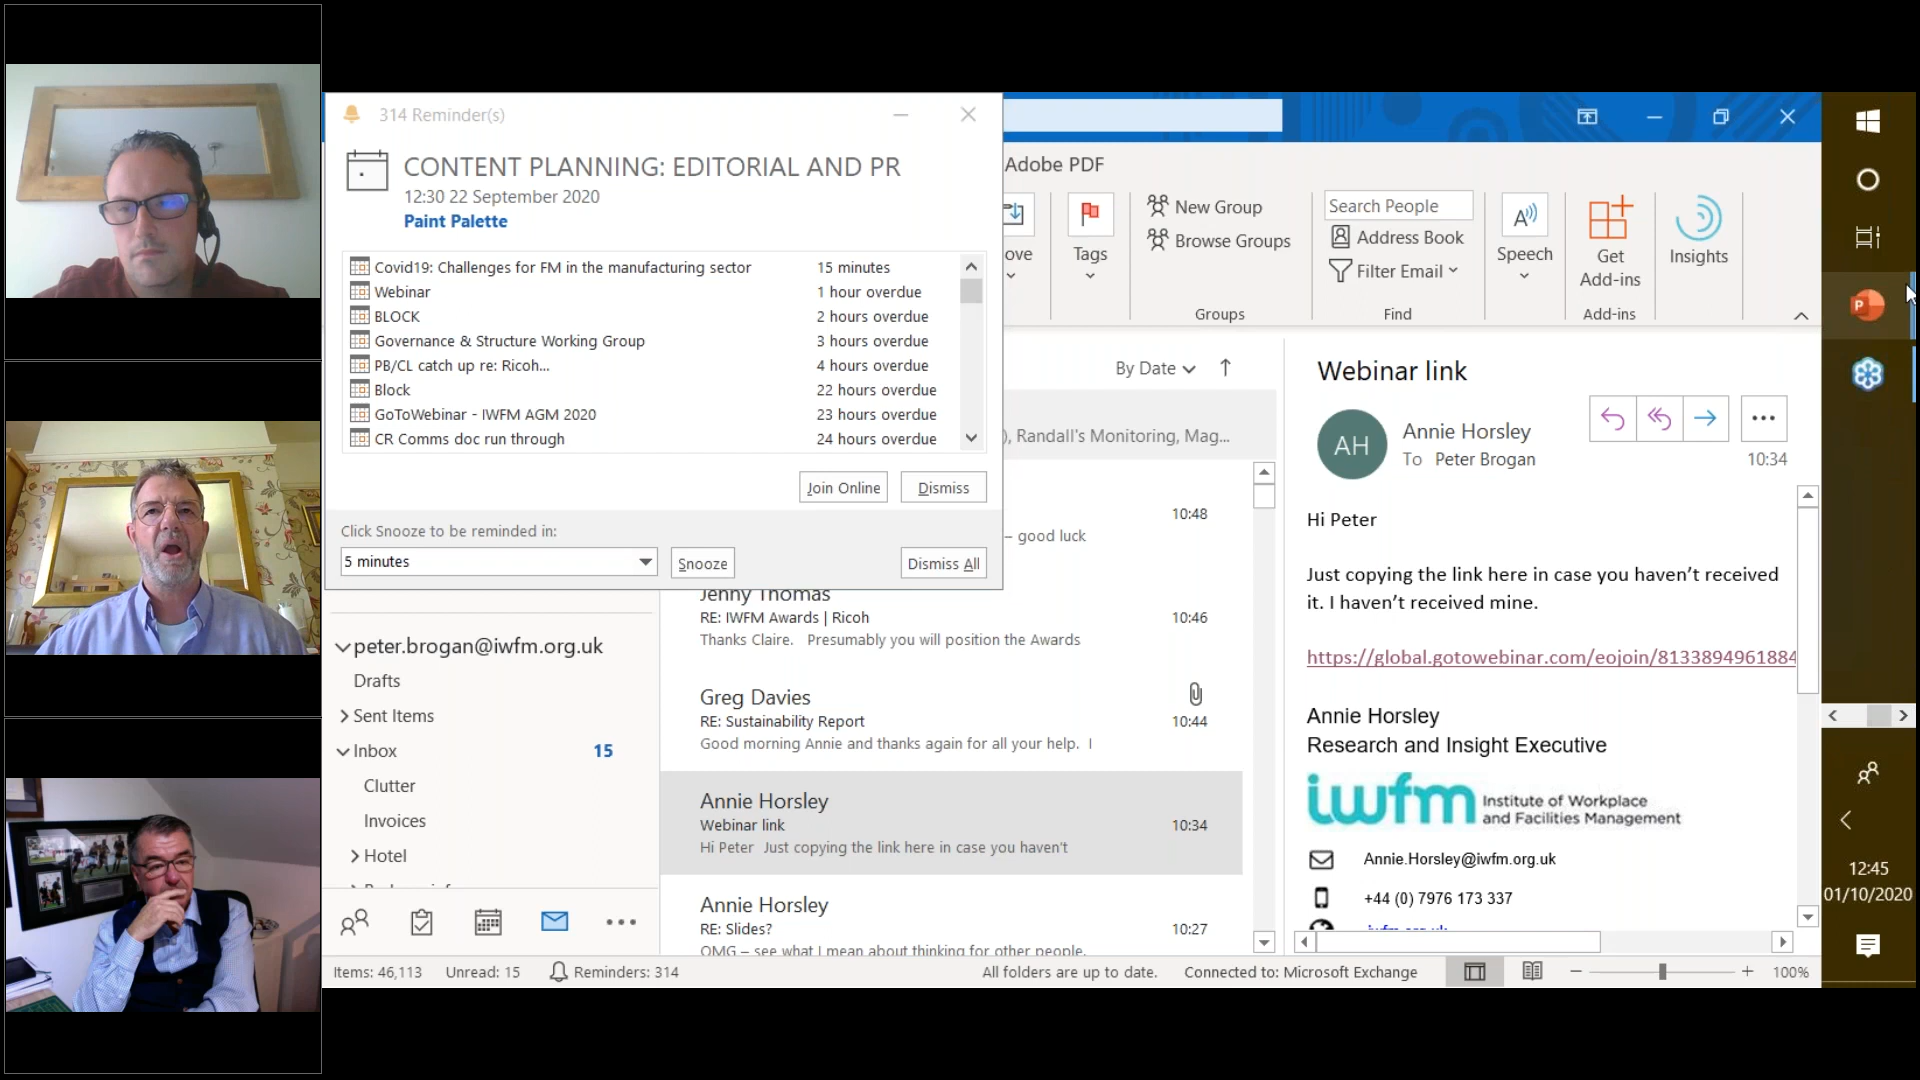 314 Reminder(s)
CONTENT PLANNING: EDITORIAL AND PR
12:30 22 September 2020
Paint Palette
Covid19: Challenges for FM in the manufacturing sector 15 minutes
Webinar 1 hour overdue
BLOCK 2 hours overdue
Governance & Structure Working Group 3 hours overdue
PB/CL catch up re: Ricoh... 4 hours overdue
Block 22 hours overdue
GoToWebinar - IWFM AGM 2020 23 hours overdue
CR Comms doc run through 24 hours overdue
Join Online Dismiss
Click Snooze to be reminded in:
5 minutes Snooze Dismiss All
Adobe PDF
ove
Tags
New Group
Browse Groups
Groups
Search People
Address Book
Filter Email
Find
Speech
Get
Add-ins
Add-ins
Insights
By Date
), Randall's Monitoring, Mag...
10:48
– good luck
Jenny Thomas
RE: IWFM Awards | Ricoh 10:46
Thanks Claire. Presumably you will position the Awards
Greg Davies
RE: Sustainability Report 10:44
Good morning Annie and thanks again for all your help. I
Annie Horsley
Webinar link 10:34
Hi Peter Just copying the link here in case you haven't
Annie Horsley
RE: Slides? 10:27
OMG – see what I mean about thinking for other people.
peter.brogan@iwfm.org.uk
Drafts
Sent Items
Inbox 15
Clutter
Invoices
Hotel
Webinar link
AH
Annie Horsley
To Peter Brogan
10:34
Hi Peter
Just copying the link here in case you haven’t received
it. I haven’t received mine.
https://global.gotowebinar.com/eojoin/8133894961884
Annie Horsley
Research and Insight Executive
iwfm Institute of Workplace
and Facilities Management
Annie.Horsley@iwfm.org.uk
+44 (0) 7976 173 337
Items: 46,113 Unread: 15 Reminders: 314 All folders are up to date. Connected to: Microsoft Exchange 100%
12:45
01/10/2020